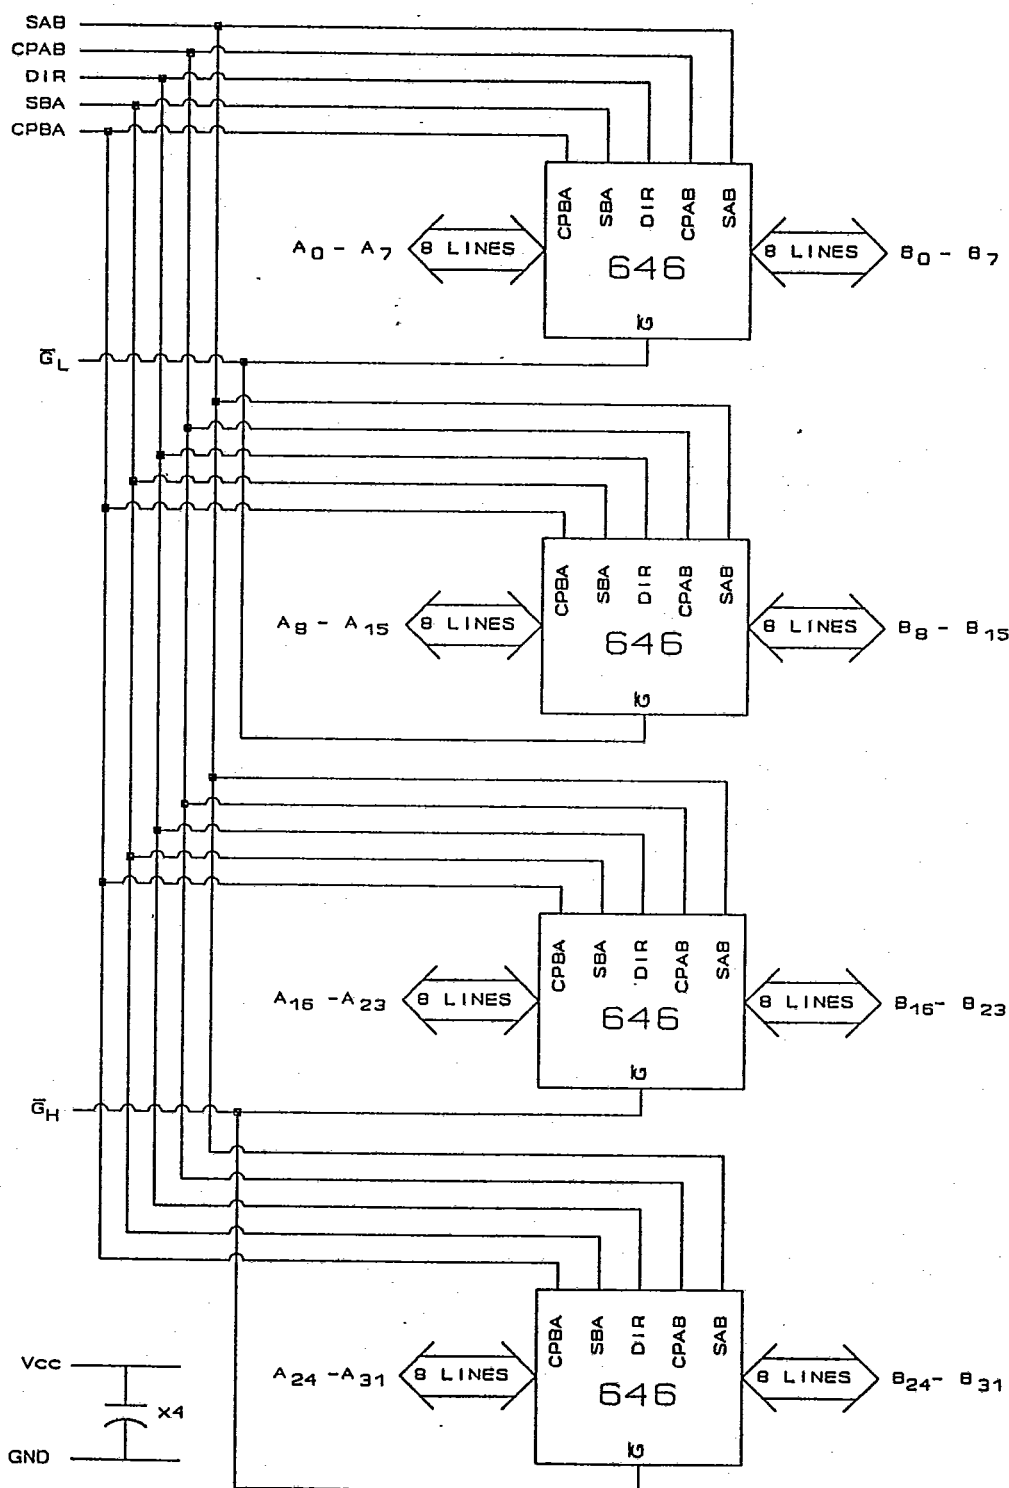 SAB
CPAB
DIR
SBA
CPBA
CPBA SBA DIR CPAB SAB
A0 - A7 8 LINES 646 8 LINES B0 - B7
G̅
G̅L
CPBA SBA DIR CPAB SAB
A8 - A15 8 LINES 646 8 LINES B8 - B15
G̅
CPBA SBA DIR CPAB SAB
A16 -A23 8 LINES 646 8 LINES B16- B23
G̅
G̅H
CPBA SBA DIR CPAB SAB
A24 -A31 8 LINES 646 8 LINES B24- B31
G̅
Vcc
X4
GND